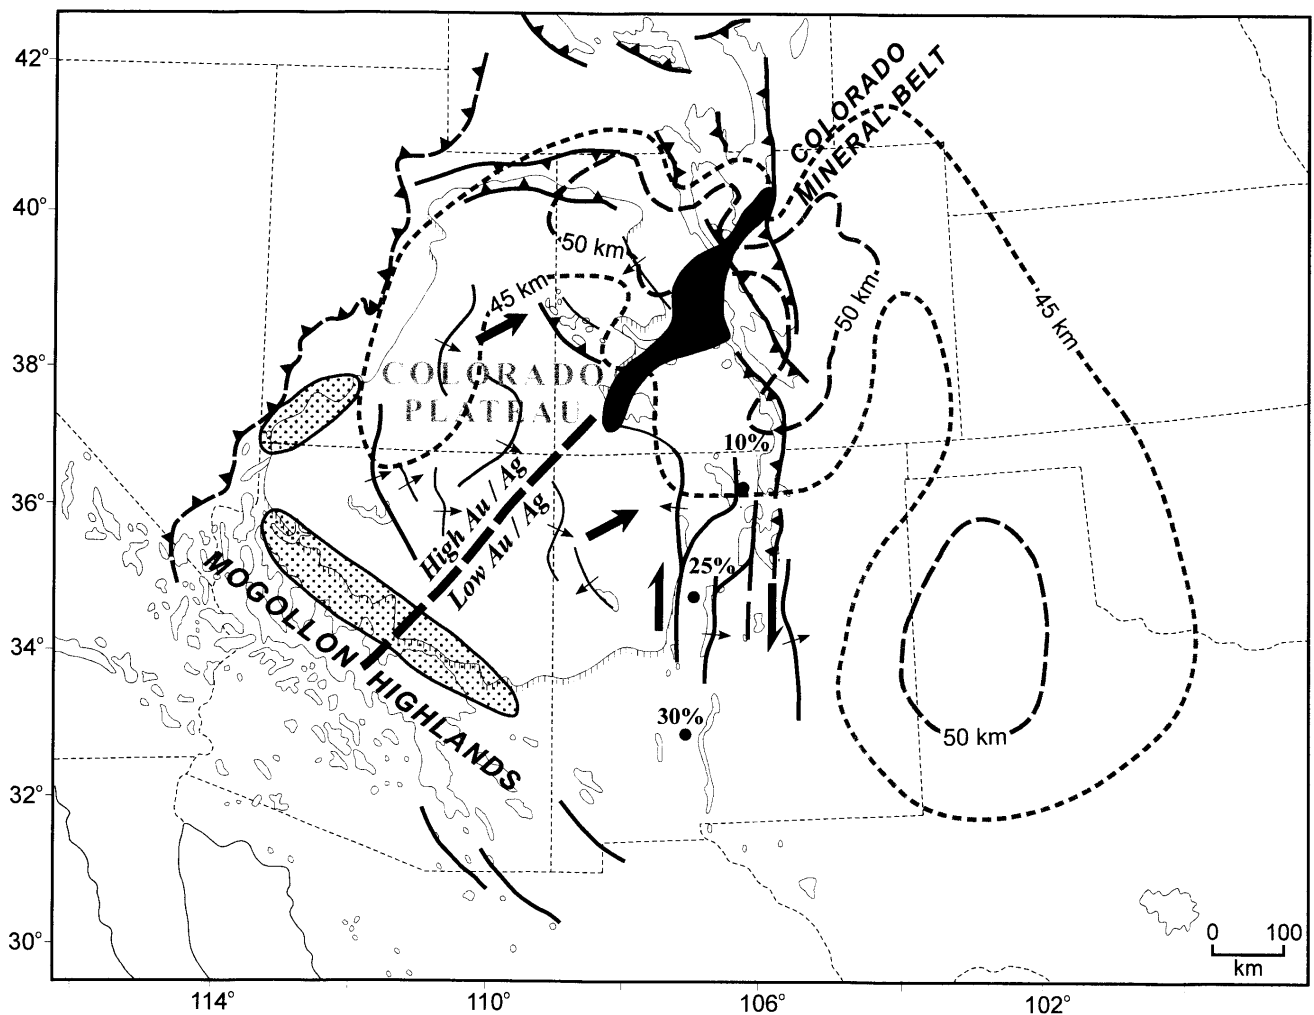 COLORADO
MINERAL BELT
42°
40°
38°
36°
34°
32°
30°
50 km
45 km
50 km
45 km
COLORADO
PLATEAU
10%
High Au / Ag
Low Au / Ag
25%
MOGOLLON
HIGHLANDS
30%
50 km
0 100
km
114°
110°
106°
102°